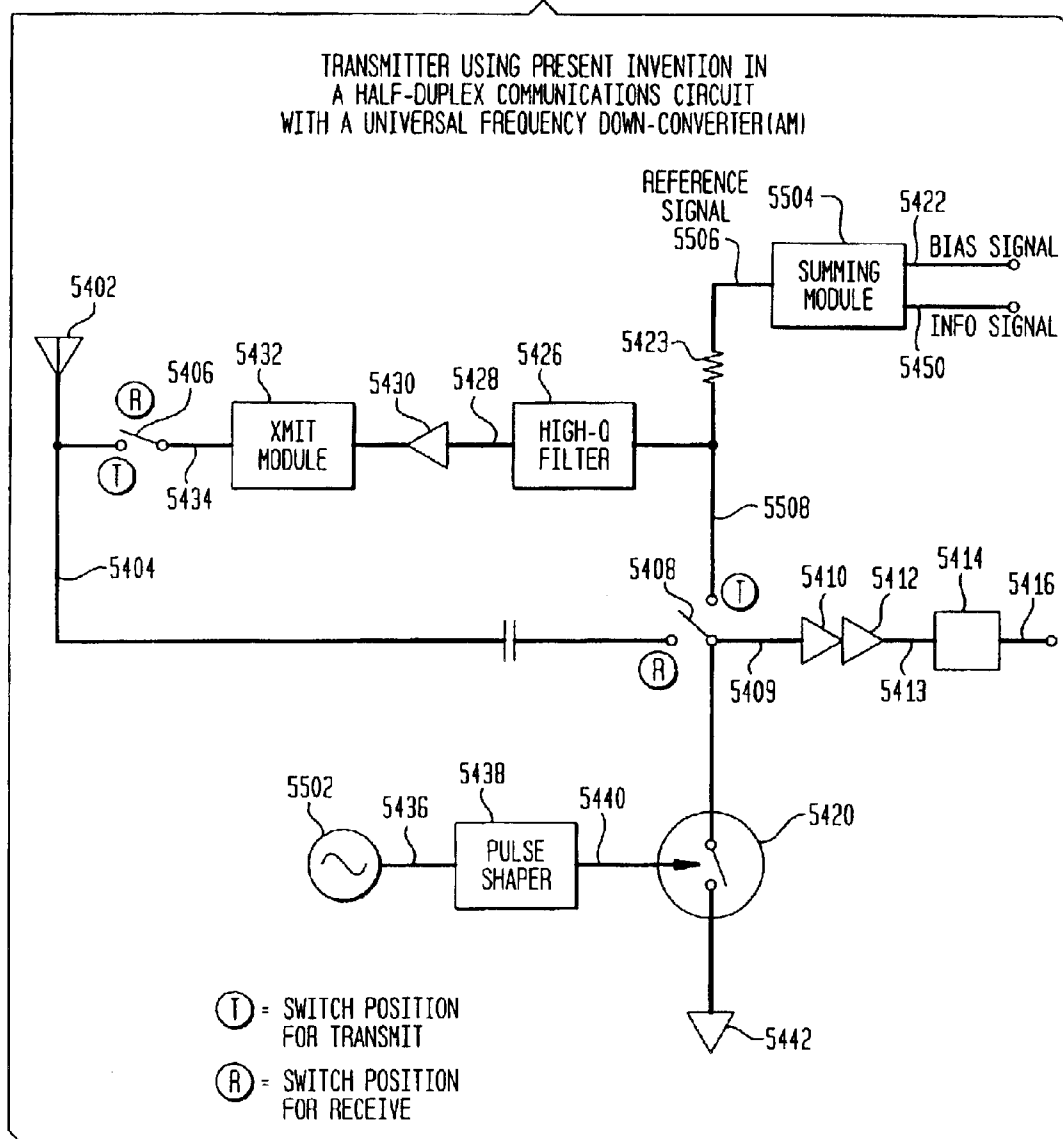 TRANSMITTER USING PRESENT INVENTION IN
A HALF-DUPLEX COMMUNICATIONS CIRCUIT
WITH A UNIVERSAL FREQUENCY DOWN-CONVERTER(AM)
REFERENCE
SIGNAL
5506
5504
5422
BIAS SIGNAL
SUMMING
MODULE
INFO SIGNAL
5450
5402
5423
5406
5432
5430
5428
5426
R
XMIT
MODULE
HIGH-Q
FILTER
T
5434
5508
5404
5408
T
5410
5412
5414
5416
R
5409
5413
5502
5436
5438
5440
5420
PULSE
SHAPER
T = SWITCH POSITION
FOR TRANSMIT
5442
R = SWITCH POSITION
FOR RECEIVE